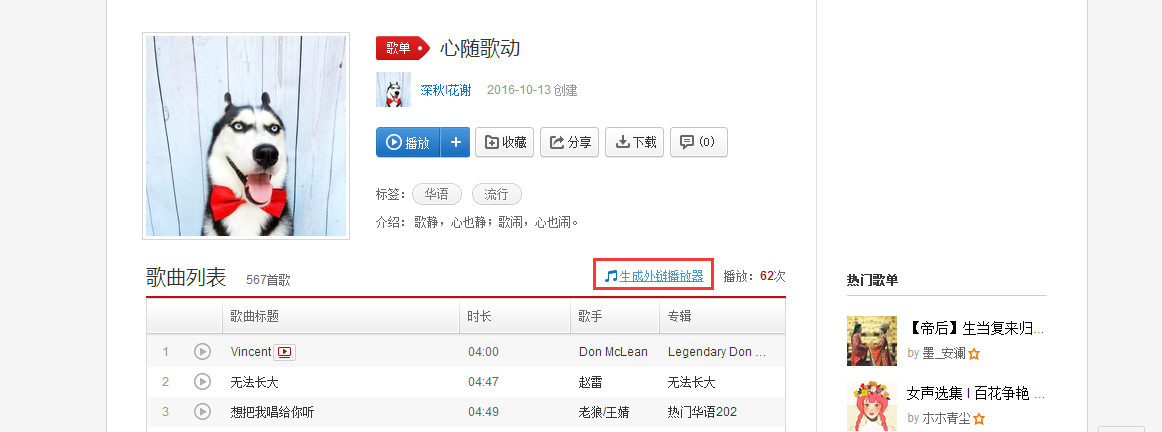 歌单 心随歌动
深秋l花谢 2016-10-13 创建
播放 + 收藏 分享 下载 (0)
标签: 华语 流行
介绍: 歌静，心也静；歌闹，心也闹。
歌曲列表 567首歌 生成外链播放器 播放：62次
歌曲标题 时长 歌手 专辑
1 Vincent 04:00 Don McLean Legendary Don ...
2 无法长大 04:47 赵雷 无法长大
3 想把我唱给你听 04:49 老狼/王婧 热门华语202
热门歌单
【帝后】生当复来归...
by 墨_安澜
女声选集 l 百花争艳 ...
by 木木青尘